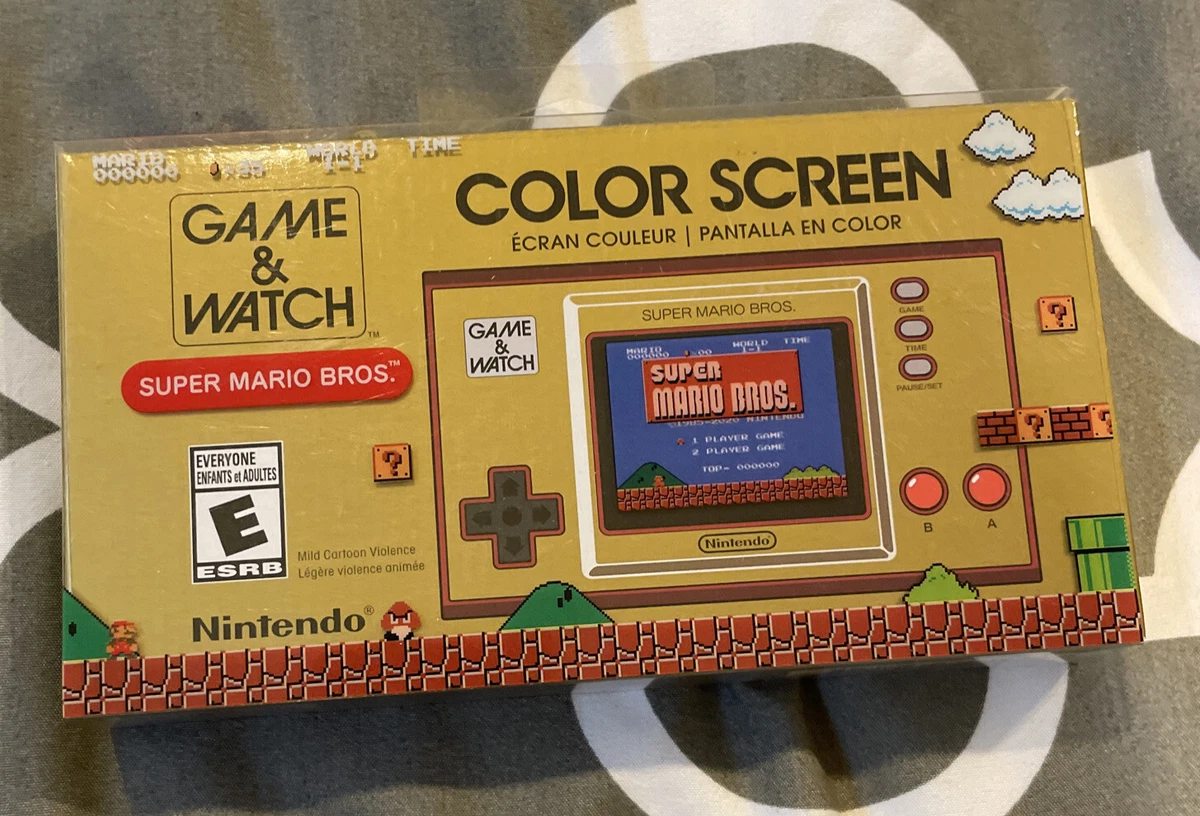 MARIO WORLD TIME
000000 1-1
GAME
&
WATCH™
SUPER MARIO BROS.™
COLOR SCREEN
ÉCRAN COULEUR | PANTALLA EN COLOR
GAME
&
WATCH
SUPER MARIO BROS.
MARIO WORLD TIME
000000 ×00 1-1
SUPER
MARIO BROS.
©1985-2020 NINTENDO
1 PLAYER GAME
2 PLAYER GAME
TOP- 000000
Nintendo
GAME
TIME
PAUSE/SET
B A
?
?
?
?
EVERYONE
ENFANTS et ADULTES
E
ESRB
Mild Cartoon Violence
Légère violence animée
Nintendo®